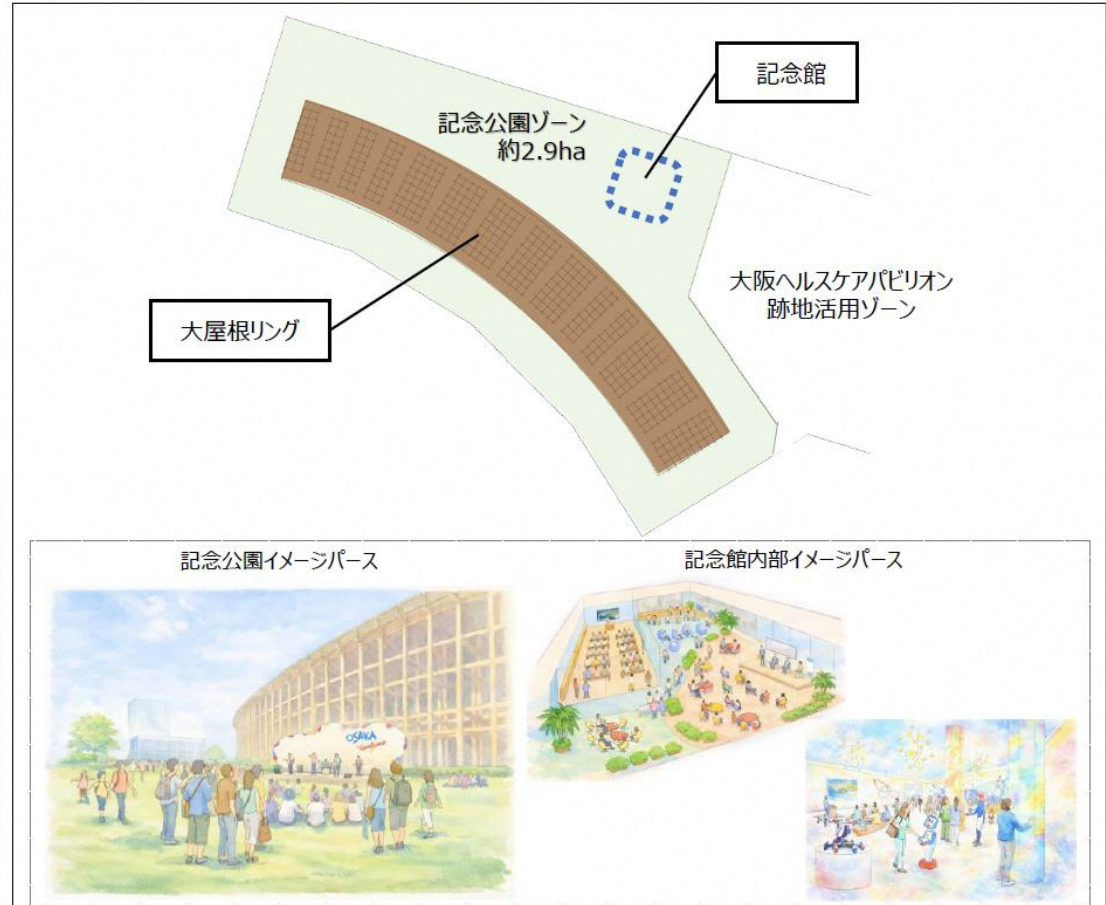 記念館
記念公園ゾーン
約2.9ha
大阪ヘルスケアパビリオン
跡地活用ゾーン
大屋根リング
記念公園イメージパース
記念館内部イメージパース
OSAKA